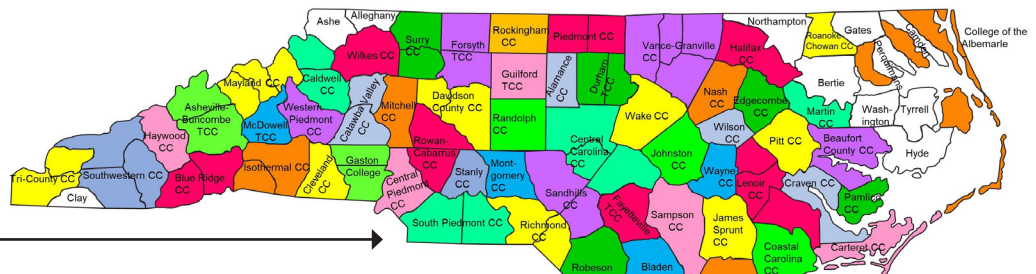 Ashe
Alleghany
Surry
CC
Wilkes CC
Forsyth
TCC
Rockingham
CC
Piedmont CC
Vance-Granville
Halifax
CC
Northampton
Roanoke-
Chowan CC
Gates
Camden
Perquimans
College of the
Albemarle
Mayland CC
Caldwell
CC
Catawba Valley
CC
Mitchell
CC
Davidson
County CC
Guilford
TCC
Alamance
CC
Durham
TCC
Nash
CC
Edgecombe
CC
Bertie
Martin
CC
Wash-
ington
Tyrrell
Hyde
Haywood
CC
Asheville-
Buncombe
TCC
McDowell
TCC
Western
Piedmont
CC
Rowan-
Cabarrus
CC
Randolph
CC
Central
Carolina
CC
Wake CC
Wilson
CC
Pitt CC
Beaufort
County CC
Tri-County CC
Clay
Southwestern CC
Blue Ridge
CC
Isothermal CC
Cleveland
CC
Gaston
College
Central
Piedmont
CC
Stanly
CC
Mont-
gomery
CC
Sandhills
CC
Johnston
CC
Wayne
CC
Lenoir
CC
Craven CC
Pamlico
CC
South Piedmont CC
Richmond
CC
Fayetteville
TCC
Sampson
CC
James
Sprunt
CC
Coastal
Carolina
CC
Carteret CC
Robeson
Bladen